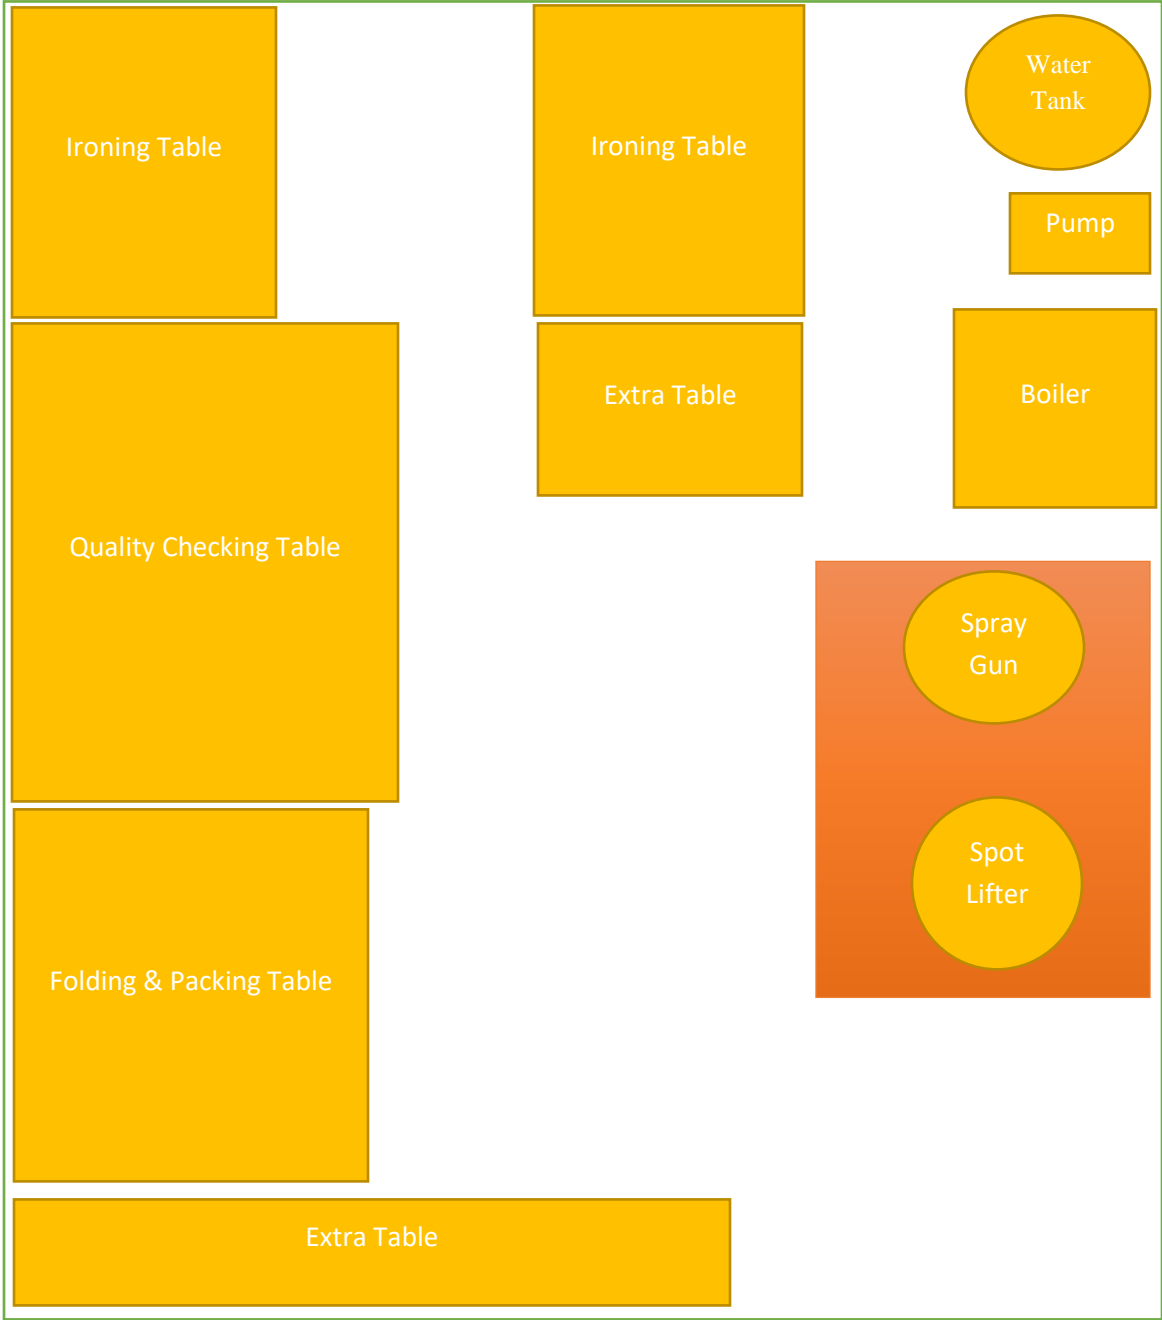 Ironing Table
Ironing Table
Water
Tank
Pump
Extra Table
Boiler
Quality Checking Table
Spray
Gun
Spot
Lifter
Folding & Packing Table
Extra Table